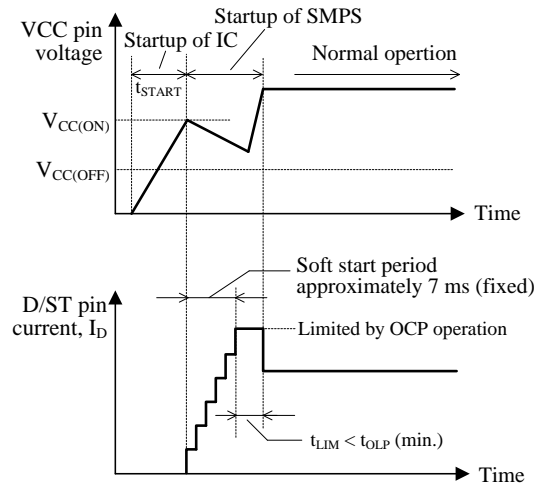 VCC pin
voltage
Startup of IC
Startup of SMPS
Normal opertion
tSTART
VCC(ON)
VCC(OFF)
Time
D/ST pin
current, ID
Soft start period
approximately 7 ms (fixed)
Limited by OCP operation
tLIM < tOLP (min.)
Time